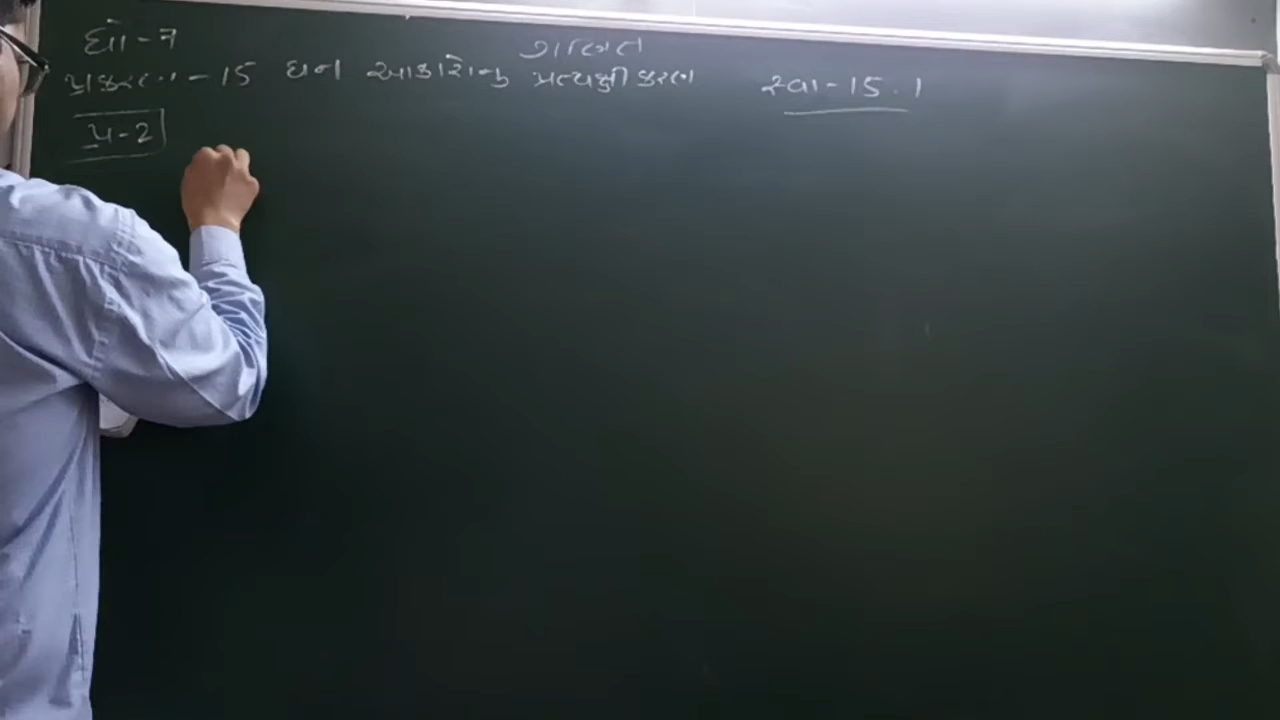 ધો-7
ગણિત
પ્રકરણ-15 ઘન આકારોનું પ્રત્યક્ષીકરણ સ્વા-15.1
પ્ર-2